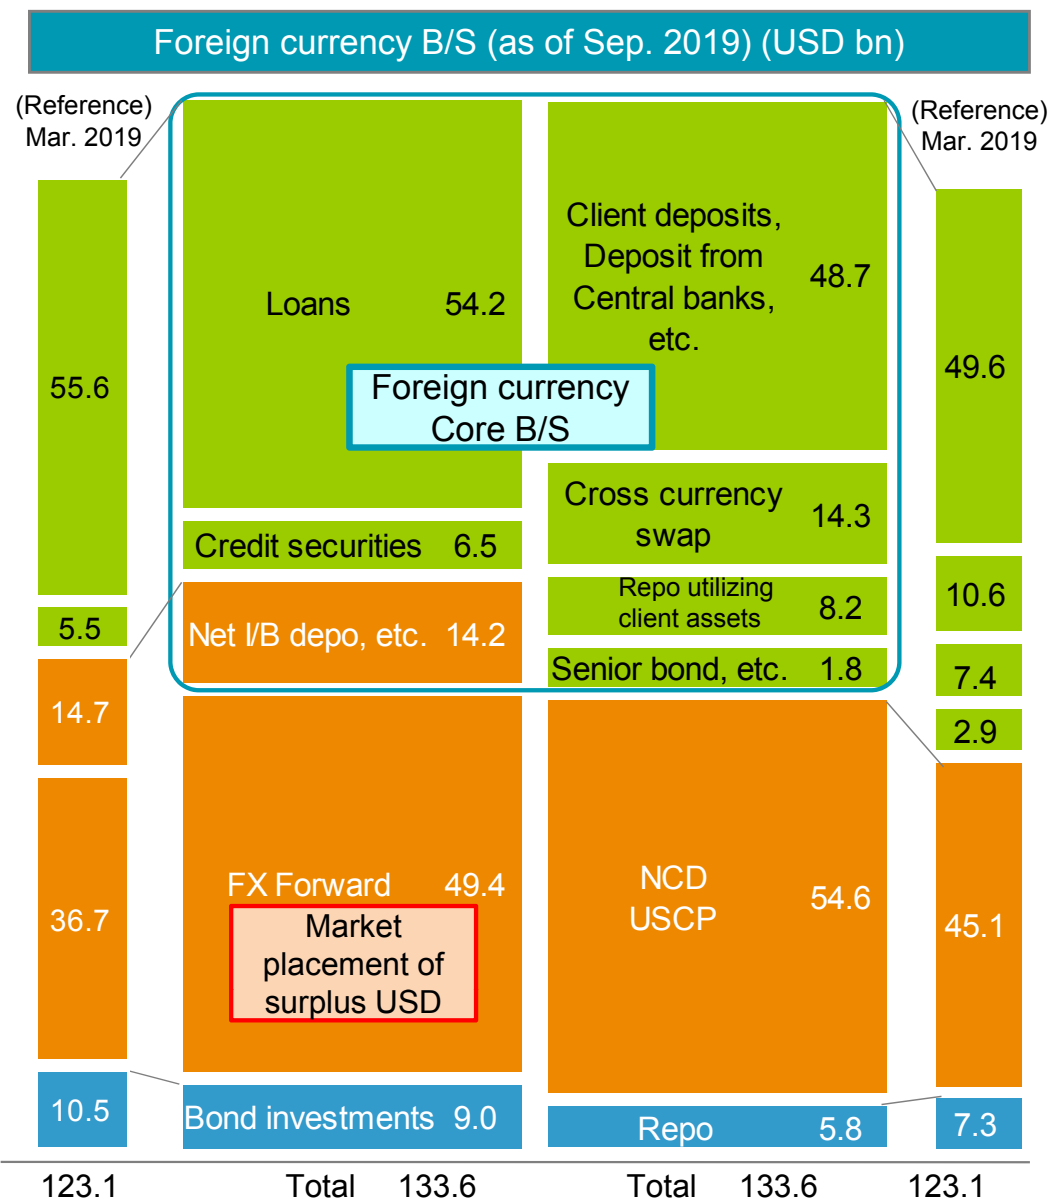 Foreign currency B/S (as of Sep. 2019) (USD bn)
(Reference)
Mar. 2019
55.6
5.5
14.7
36.7
10.5
123.1
Loans 54.2
Credit securities 6.5
Net I/B depo, etc. 14.2
FX Forward 49.4
Market
placement of
surplus USD
Bond investments 9.0
Total 133.6
Foreign currency
Core B/S
Client deposits,
Deposit from
Central banks,
etc.
48.7
Cross currency
swap
14.3
Repo utilizing
client assets
8.2
Senior bond, etc. 1.8
NCD
USCP
54.6
Repo 5.8
Total 133.6
(Reference)
Mar. 2019
49.6
10.6
7.4
2.9
45.1
7.3
123.1